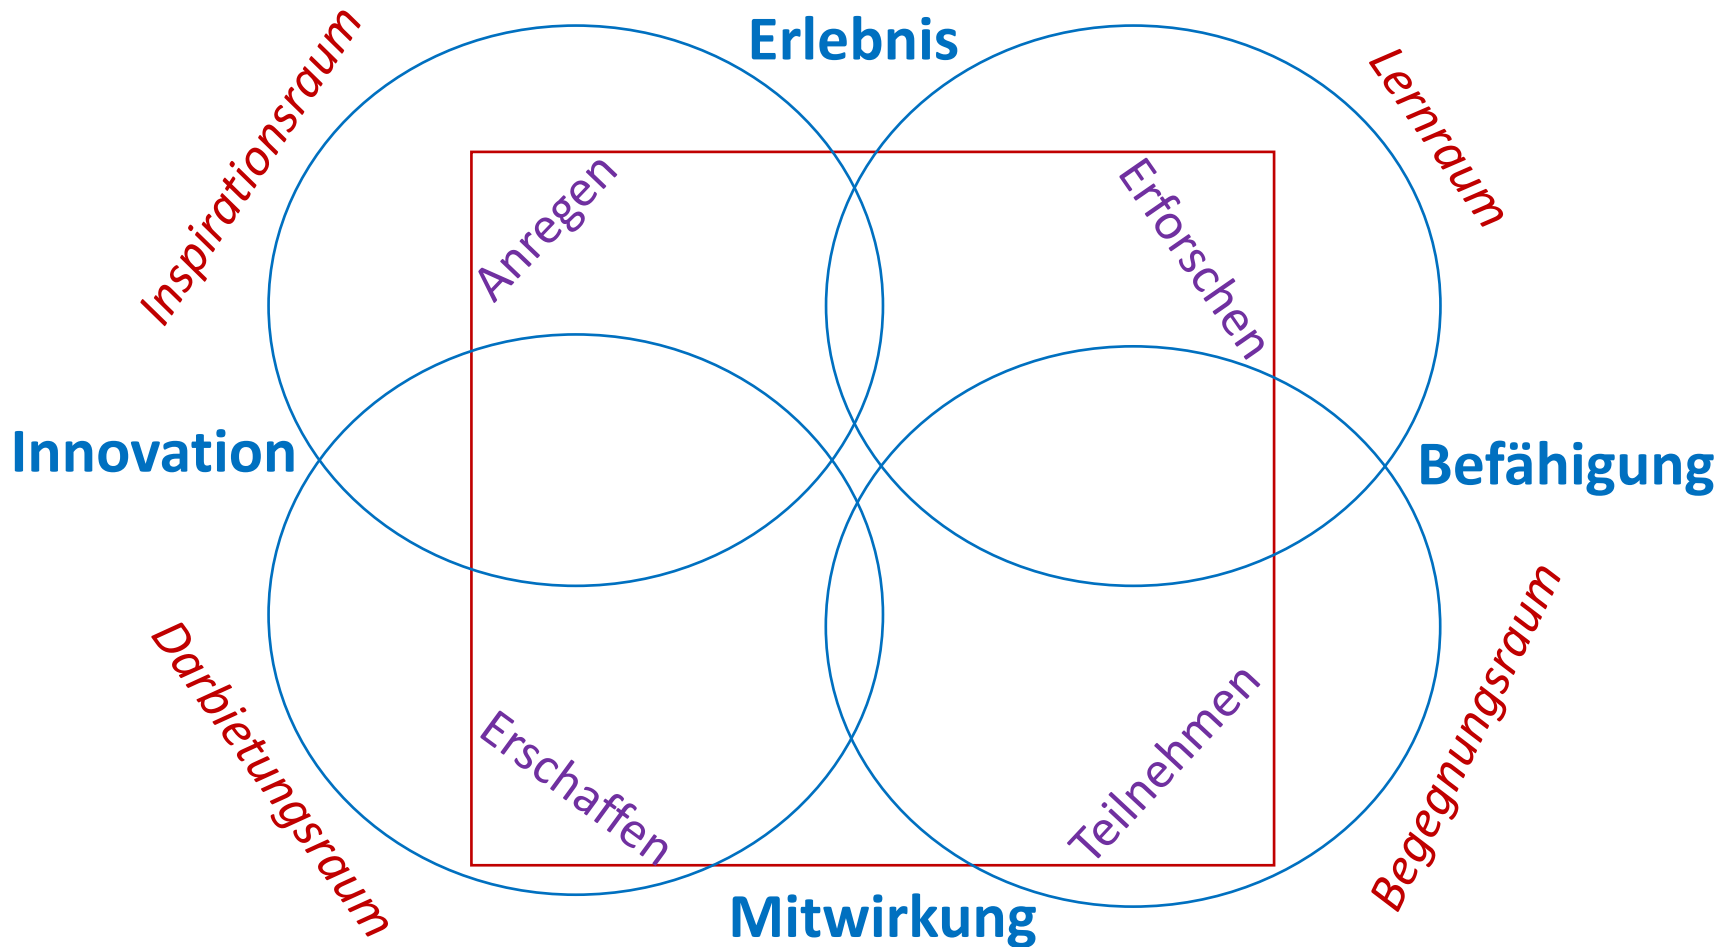 Erlebnis
Inspirationsraum
Lernraum
Anregen
Erforschen
Innovation
Befähigung
Darbietungsraum
Begegnungsraum
Erschaffen
Teilnehmen
Mitwirkung